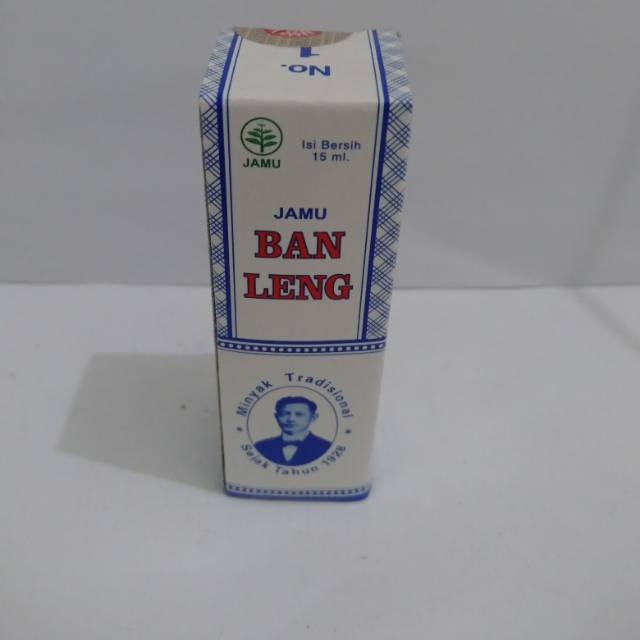 No. 1
JAMU
Isi Bersih
15 ml.
JAMU
BAN
LENG
Minyak Tradisional
Sejak Tahun 1928